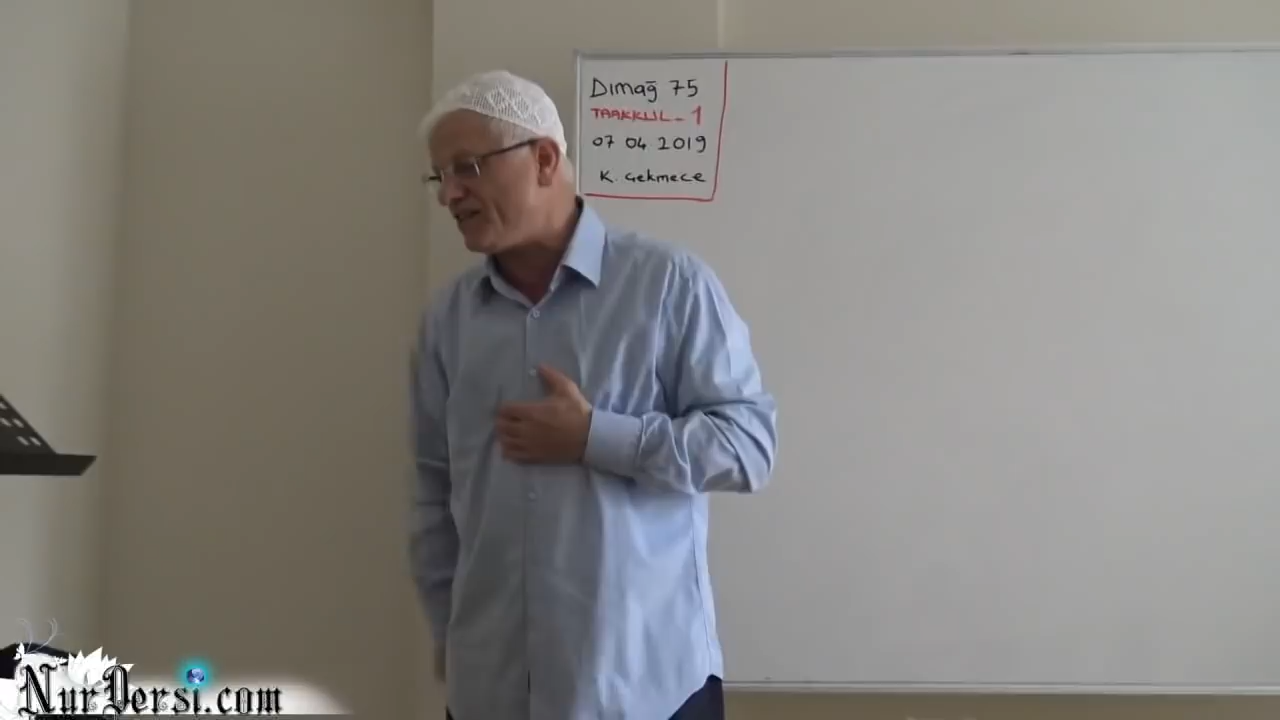 Dımağ 75
TAAKKUL - 1
07 04 2019
K. Çekmece
NurDersi.com